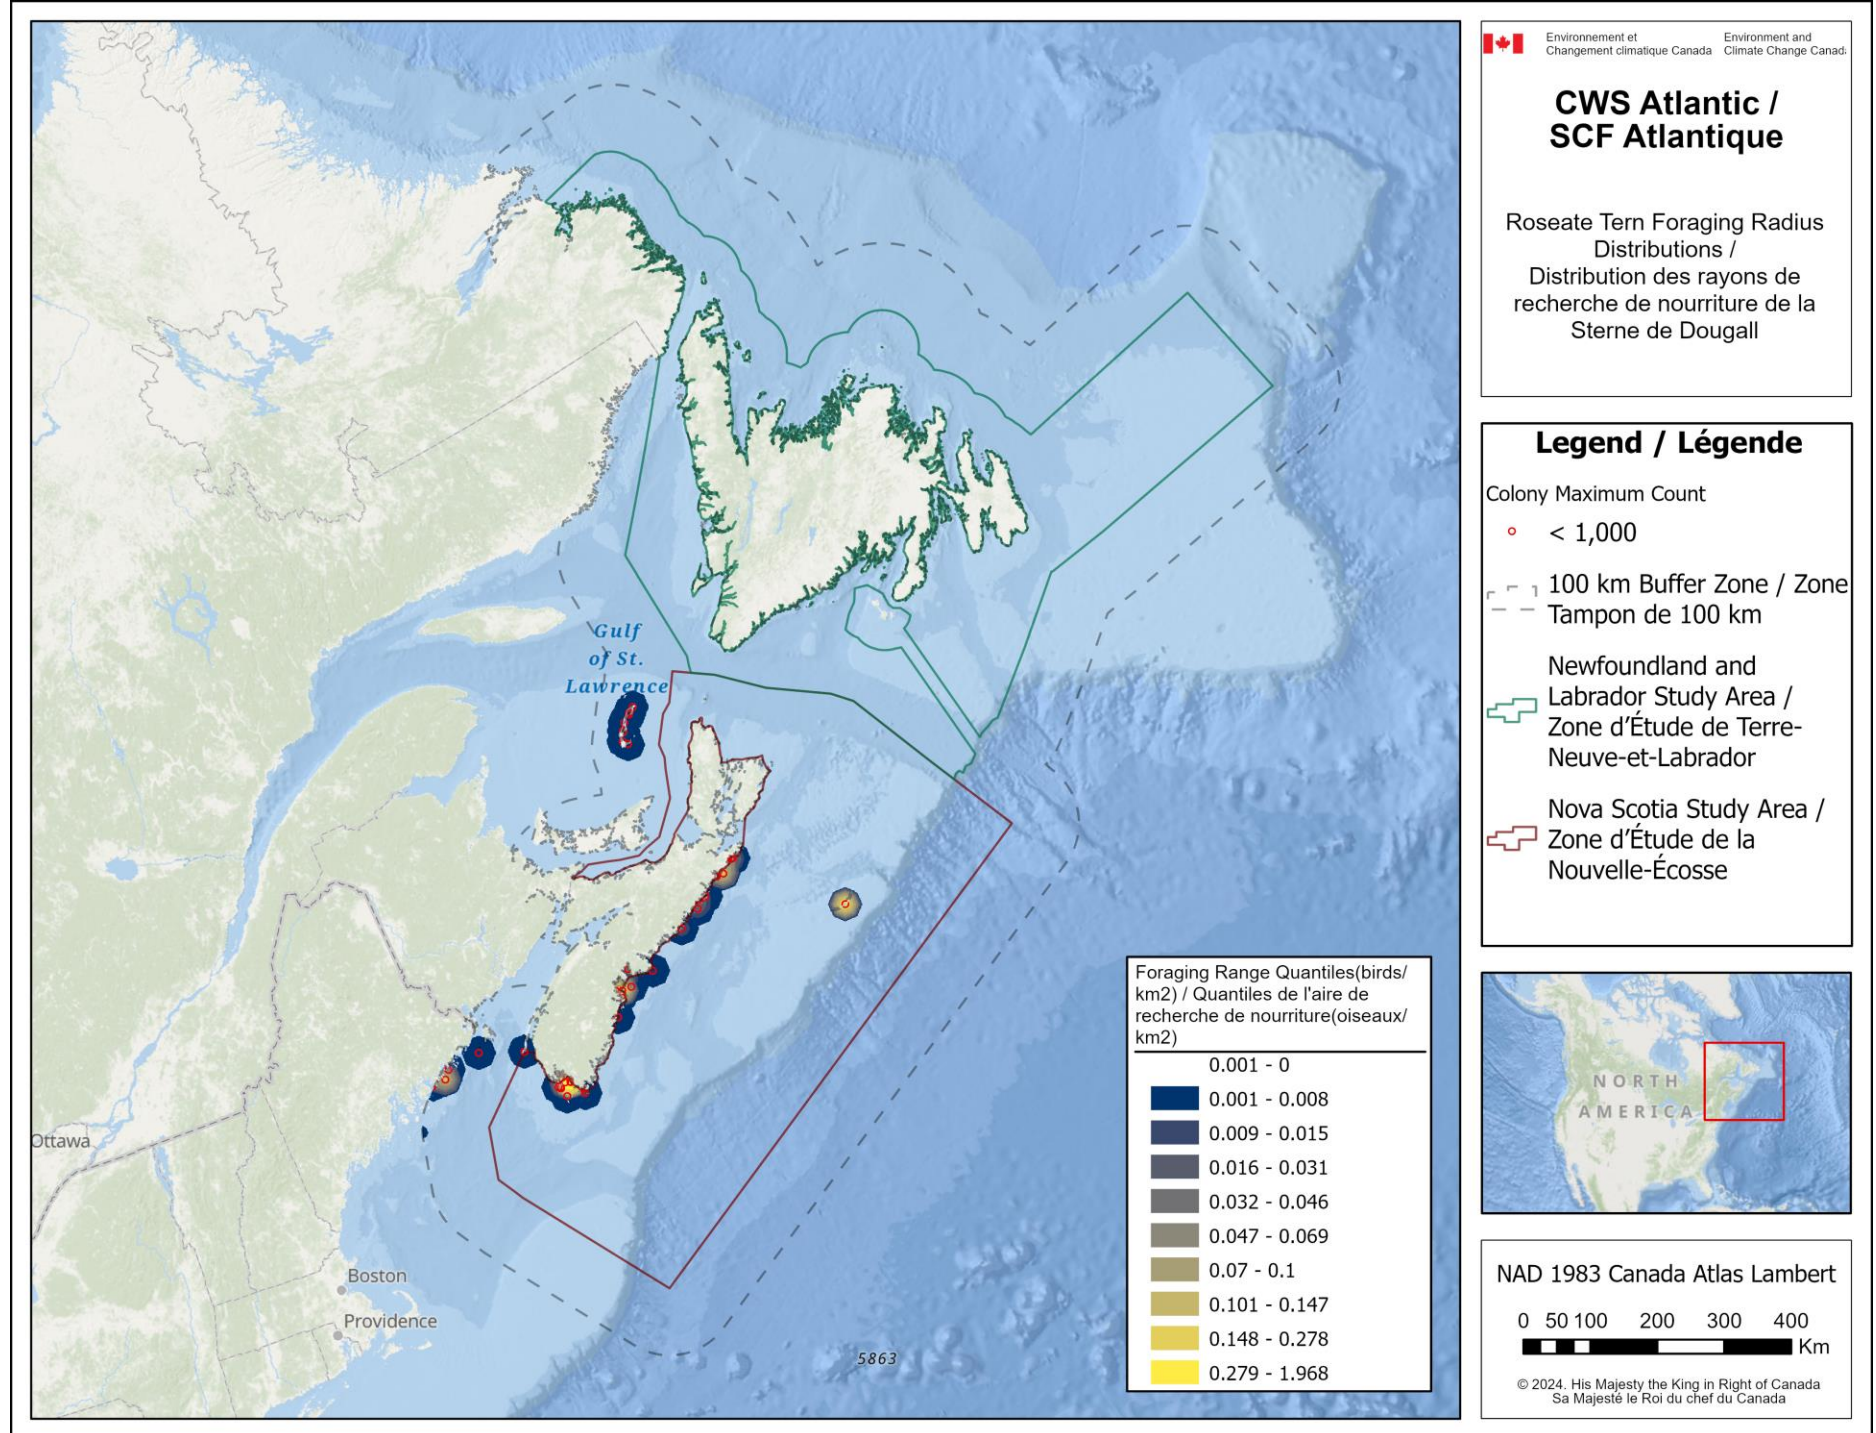 Gulf
of St.
Lawrence
Ottawa
Boston
Providence
5863
Foraging Range Quantiles(birds/
km2) / Quantiles de l'aire de
recherche de nourriture(oiseaux/
km2)
0.001 - 0
0.001 - 0.008
0.009 - 0.015
0.016 - 0.031
0.032 - 0.046
0.047 - 0.069
0.07 - 0.1
0.101 - 0.147
0.148 - 0.278
0.279 - 1.968
Environnement et
Changement climatique Canada
Environment and
Climate Change Canada
CWS Atlantic /
SCF Atlantique
Roseate Tern Foraging Radius
Distributions /
Distribution des rayons de
recherche de nourriture de la
Sterne de Dougall
Legend / Légende
Colony Maximum Count
< 1,000
100 km Buffer Zone / Zone
Tampon de 100 km
Newfoundland and
Labrador Study Area /
Zone d'Étude de Terre-
Neuve-et-Labrador
Nova Scotia Study Area /
Zone d'Étude de la
Nouvelle-Écosse
NORTH
AMERICA
NAD 1983 Canada Atlas Lambert
0 50 100 200 300 400
Km
© 2024. His Majesty the King in Right of Canada
Sa Majesté le Roi du chef du Canada